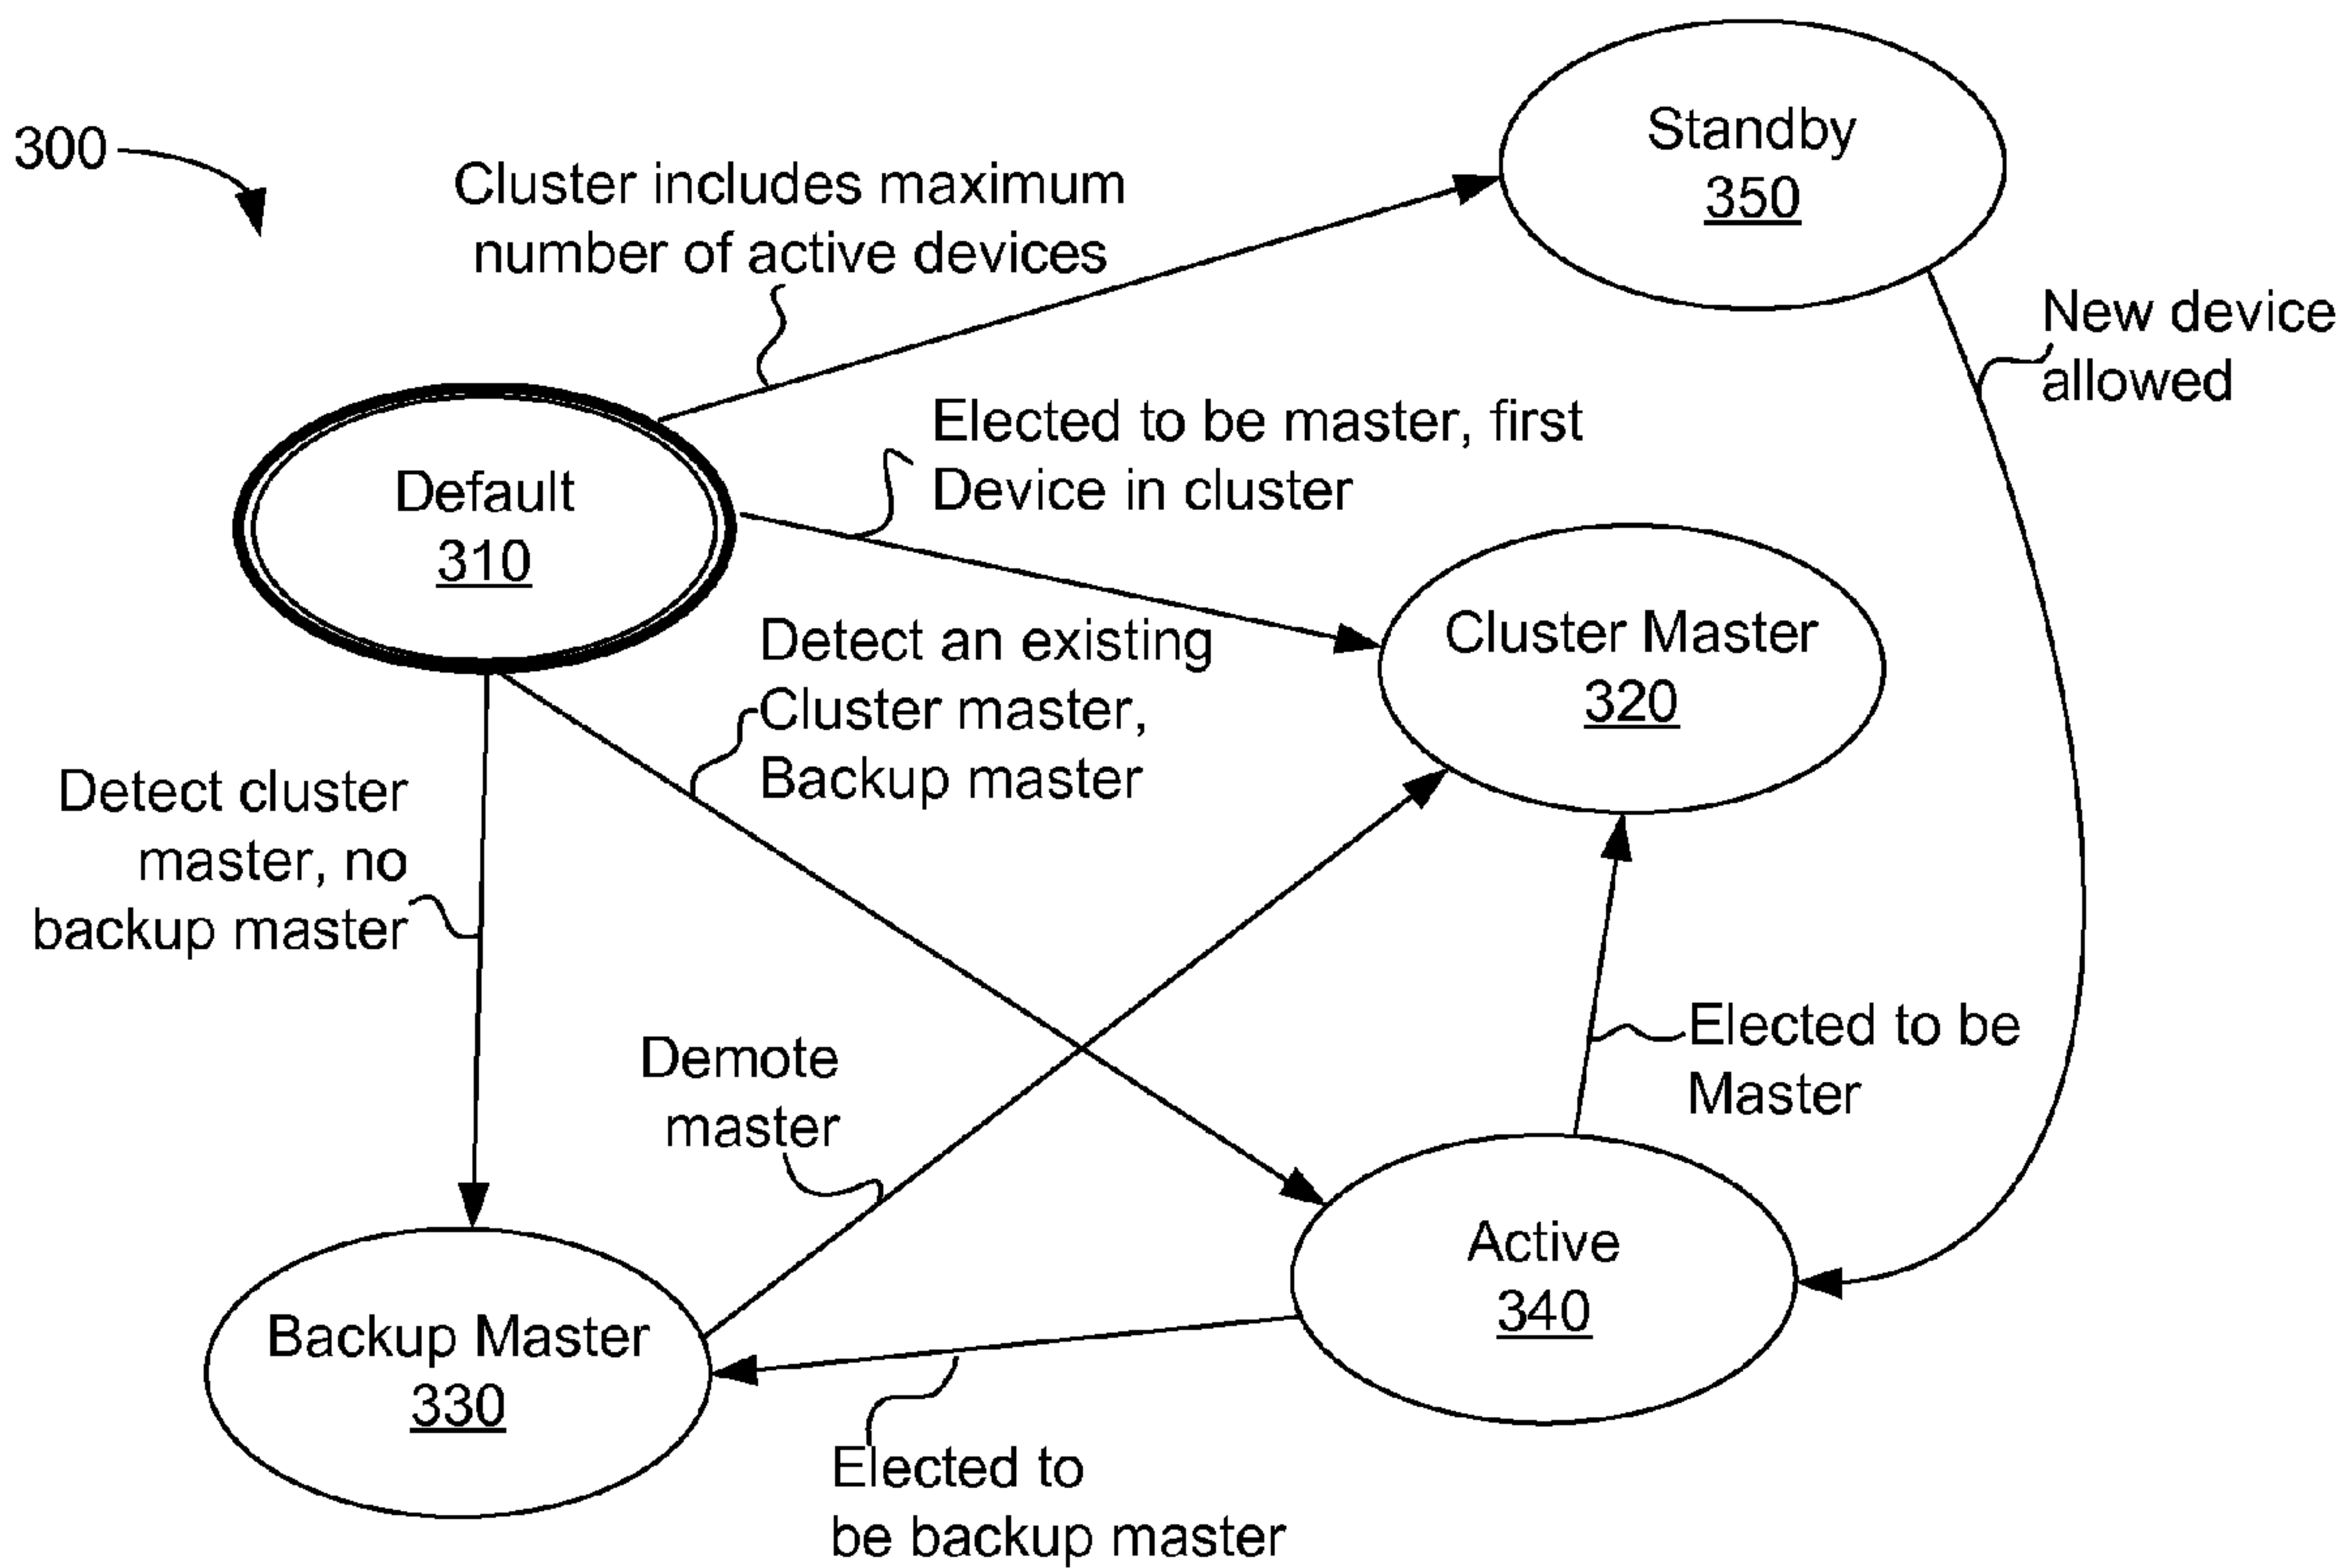 300
Cluster includes maximum
number of active devices
Standby
350
New device
allowed
Elected to be master, first
Device in cluster
Default
310
Cluster Master
320
Detect an existing
Cluster master,
Backup master
Detect cluster
master, no
backup master
Demote
master
Elected to be
Master
Active
340
Backup Master
330
Elected to
be backup master